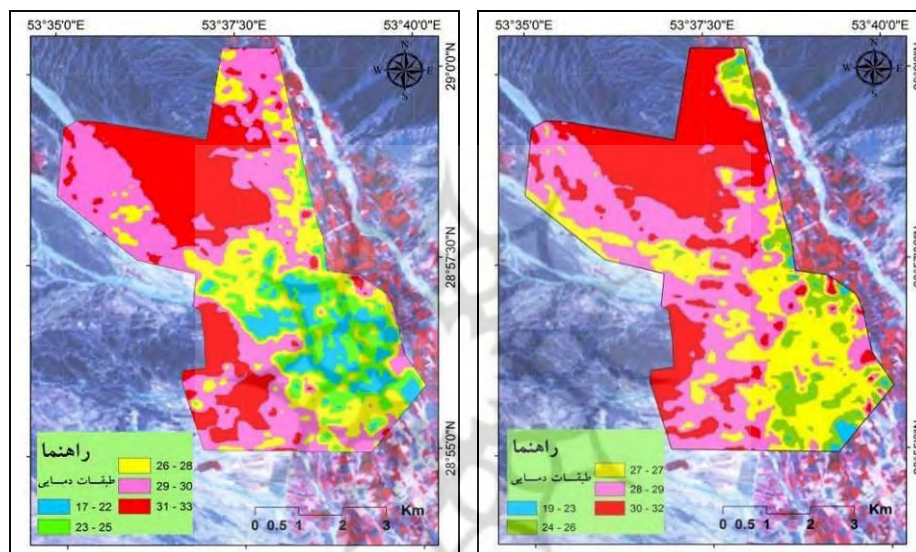 53°35'0"E 53°37'30"E 53°40'0"E
N
W E
S
29°0'0"N
28°57'30"N
28°55'0"N
راهنما
طبقات دمایی
17 - 22
23 - 25
26 - 28
29 - 30
31 - 33
Km
0 0.5 1 2 3
53°35'0"E 53°37'30"E 53°40'0"E
N
W E
S
راهنما
طبقات دمایی
19 - 23
24 - 26
27 - 27
28 - 29
30 - 32
Km
0 0.5 1 2 3